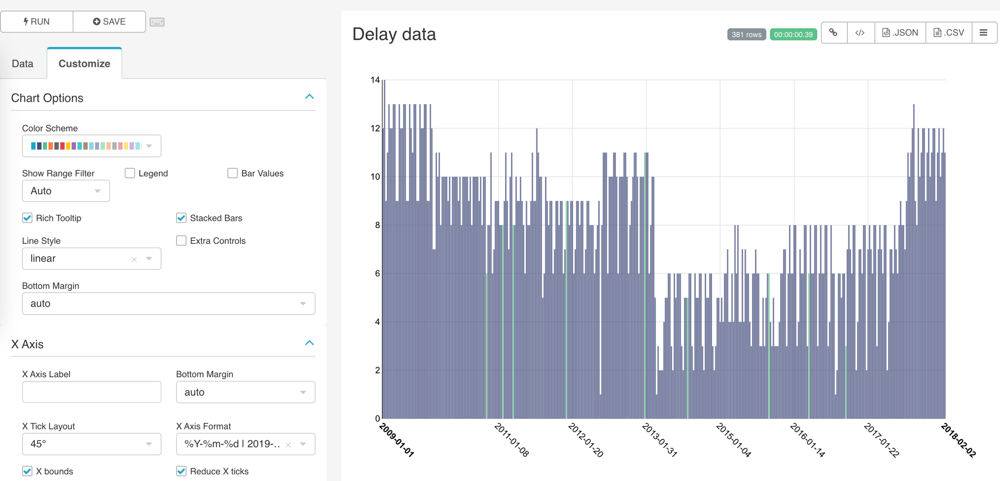 RUN
SAVE
Data
Customize
Chart Options
Color Scheme
Show Range Filter
Legend
Bar Values
Auto
Rich Tooltip
Stacked Bars
Line Style
Extra Controls
linear
×
Bottom Margin
auto
X Axis
X Axis Label
Bottom Margin
auto
X Tick Layout
X Axis Format
45°
%Y-%m-%d | 2019-..
×
X bounds
Reduce X ticks
Delay data
381 rows
00:00:00.39
</>
.JSON
.CSV
14
12
10
8
6
4
2
0
2009-01-01
2011-01-08
2012-01-20
2013-01-31
2015-01-04
2016-01-14
2017-01-22
2018-02-02